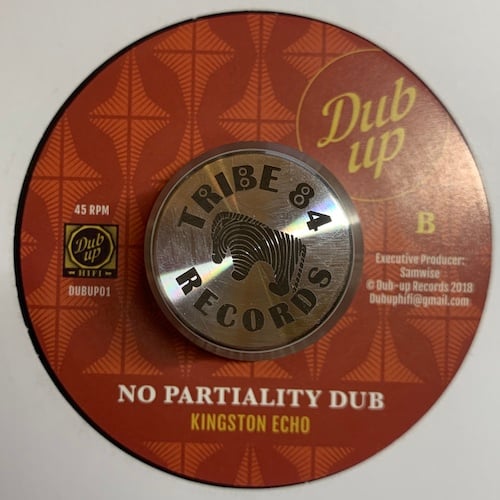 Dub
up
45 RPM
Dub
up
HIFI
DUBUP01
TRIBE 84
RECORDS
B
Executive Producer:
Samwise
© Dub-up Records 2018
Dubuphifi@gmail.com
NO PARTIALITY DUB
KINGSTON ECHO